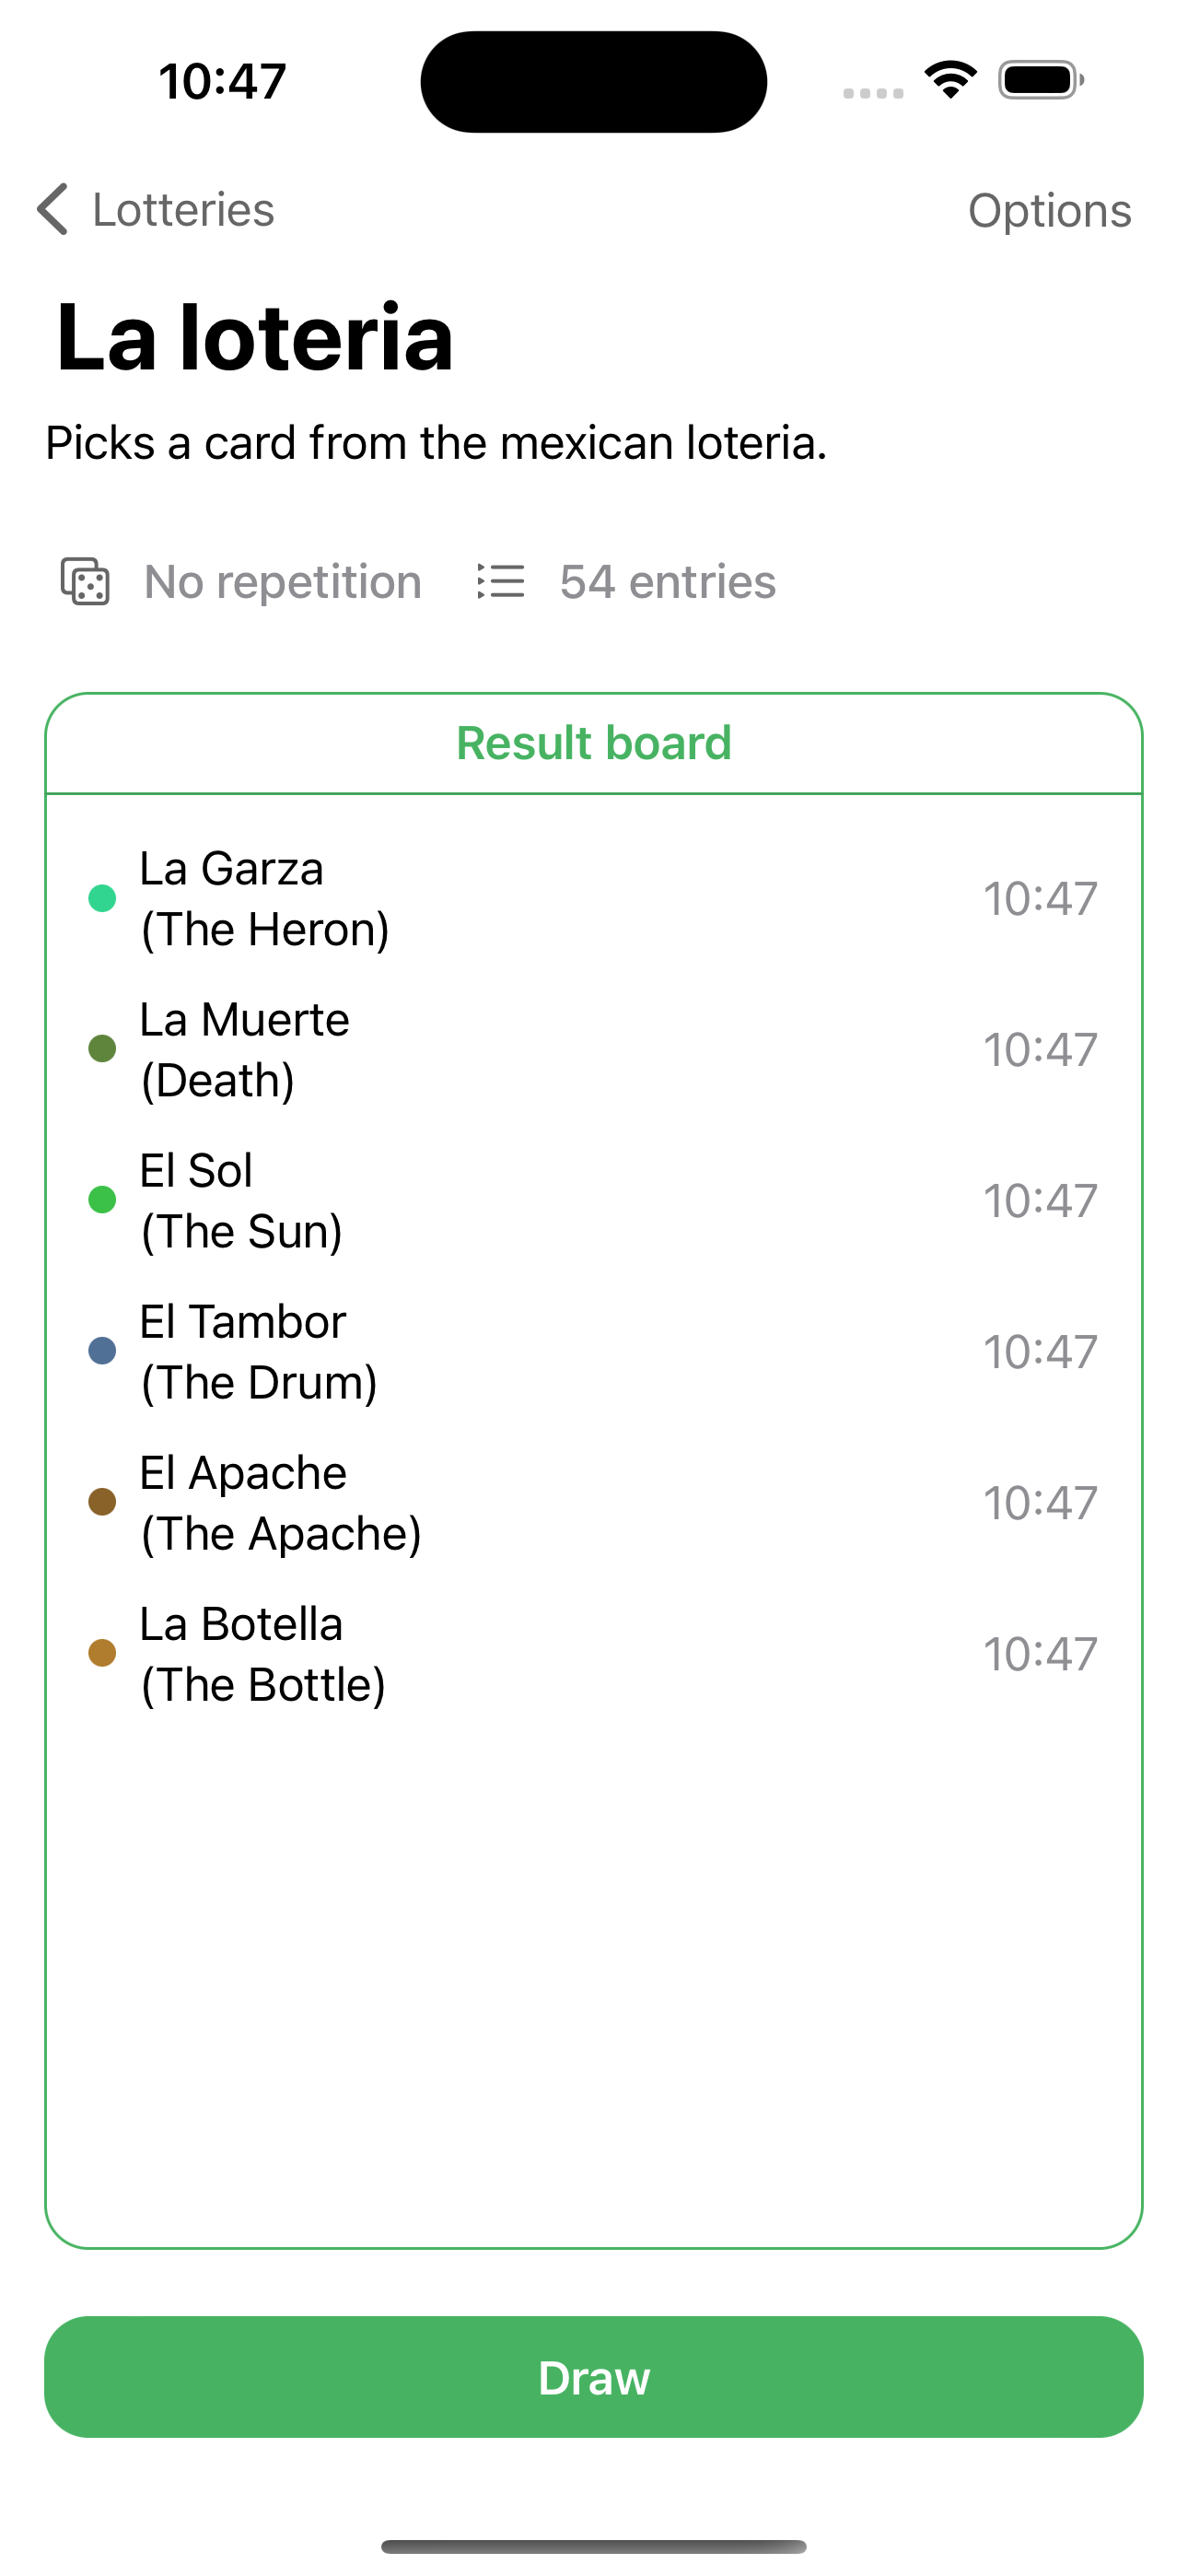 10:47
Lotteries
Options
La loteria
Picks a card from the mexican loteria.
No repetition
54 entries
Result board
La Garza
(The Heron)
10:47
La Muerte
(Death)
10:47
El Sol
(The Sun)
10:47
El Tambor
(The Drum)
10:47
El Apache
(The Apache)
10:47
La Botella
(The Bottle)
10:47
Draw